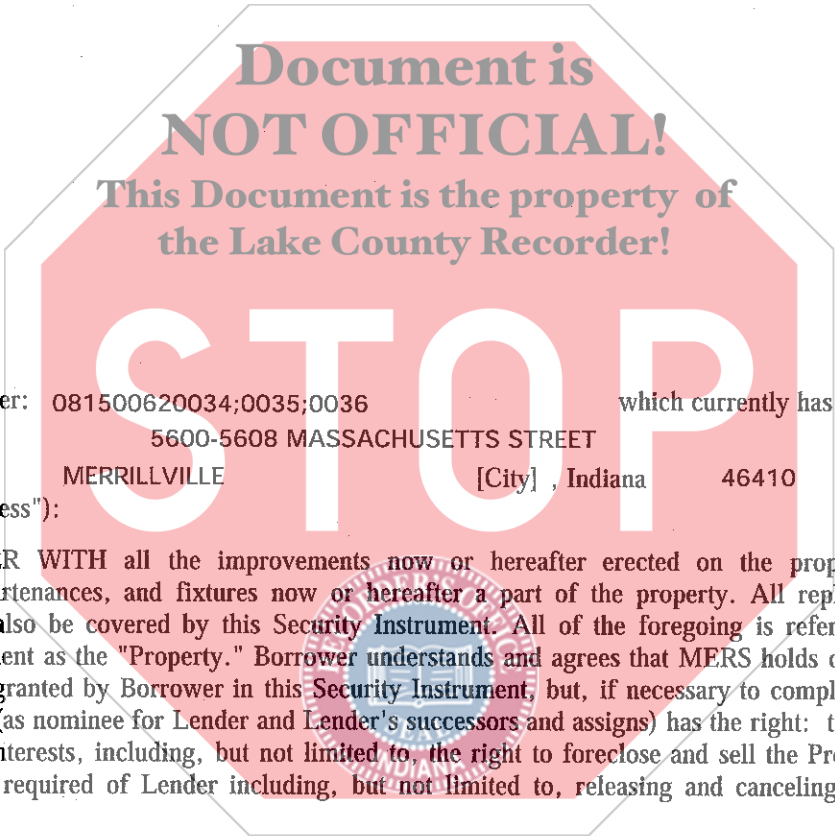 Document is
NOT OFFICIAL!
This Document is the property of
the Lake County Recorder!
STOP
er: 081500620034;0035;0036 which currently has
5600-5608 MASSACHUSETTS STREET
MERRILLVILLE [City] , Indiana 46410
ess"):
R WITH all the improvements now or hereafter erected on the prop
rtenances, and fixtures now or hereafter a part of the property. All repl
also be covered by this Security Instrument. All of the foregoing is refer
ent as the "Property." Borrower understands and agrees that MERS holds o
granted by Borrower in this Security Instrument, but, if necessary to compl
(as nominee for Lender and Lender's successors and assigns) has the right: t
nterests, including, but not limited to, the right to foreclose and sell the Pro
required of Lender including, but not limited to, releasing and canceling
RECORDER'S OFFICE
SEAL
INDIANA